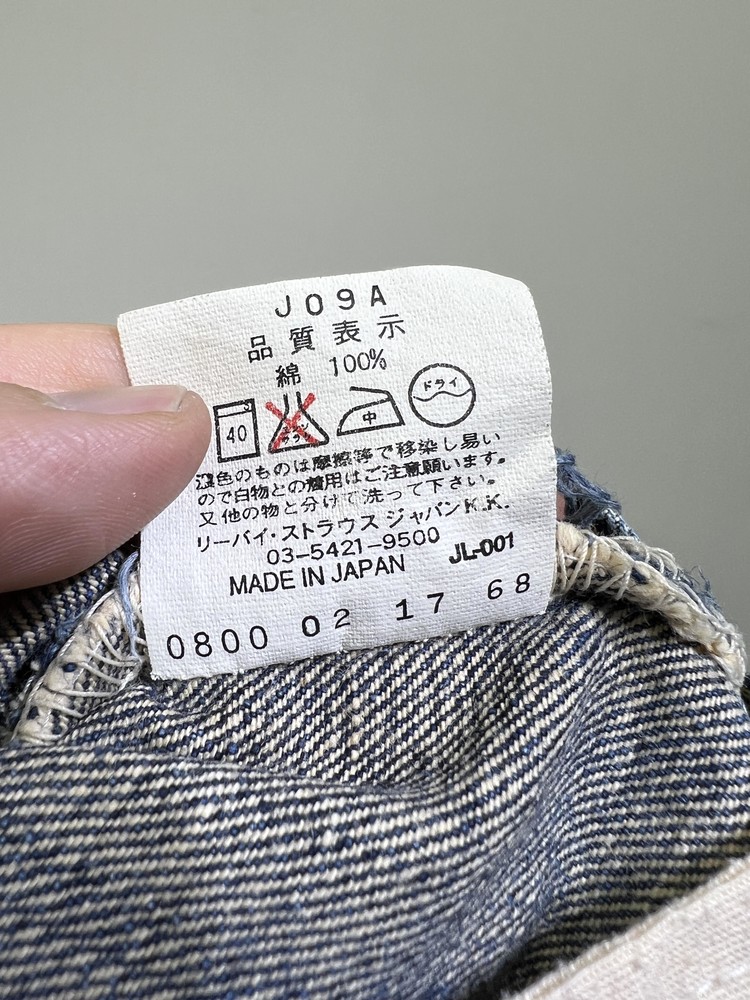 J09A
品質表示
綿 100%
40 中 ドライ
濃色のものは摩擦等で移染し易い
ので白物との着用はご注意願います。
又他の物と分けて洗って下さい。
リーバイ・ストラウス ジャパンK.K.
03-5421-9500 JL-001
MADE IN JAPAN
0800 02 17 68